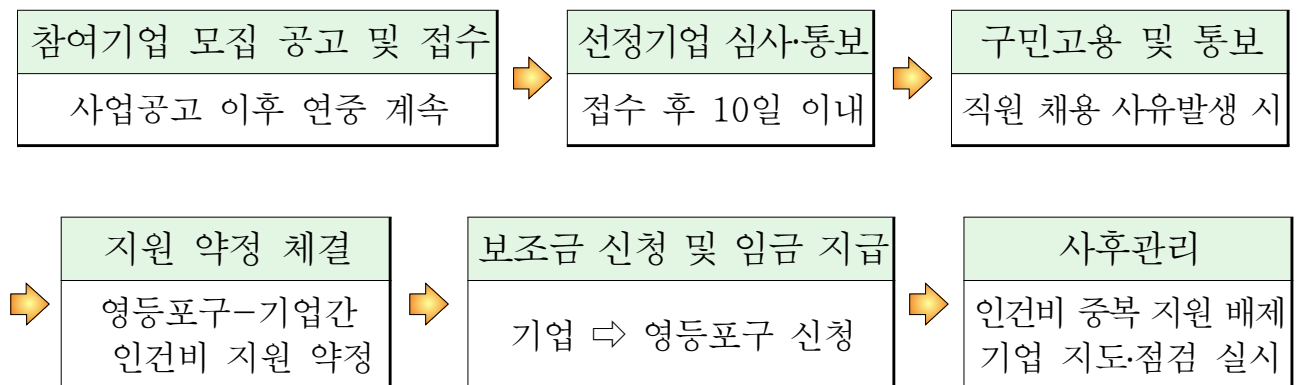 참여기업 모집 공고 및 접수
사업공고 이후 연중 계속
선정기업 심사·통보
접수 후 10일 이내
구민고용 및 통보
직원 채용 사유발생 시
지원 약정 체결
영등포구-기업간
인건비 지원 약정
보조금 신청 및 임금 지급
기업 ⇨ 영등포구 신청
사후관리
인건비 중복 지원 배제
기업 지도·점검 실시